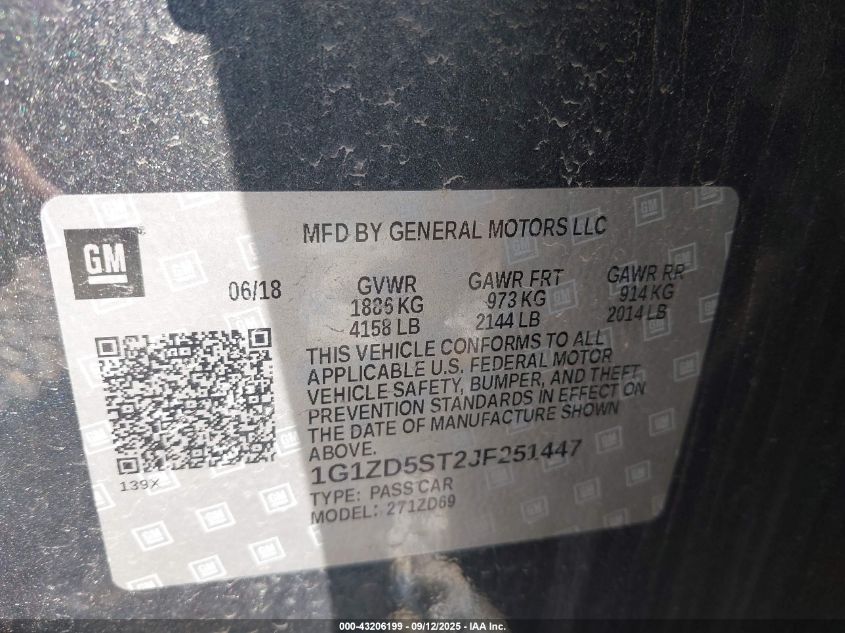 MFD BY GENERAL MOTORS LLC
GM
06/18 GVWR GAWR FRT GAWR RR
1886 KG 973 KG 914 KG
4158 LB 2144 LB 2014 LB
THIS VEHICLE CONFORMS TO ALL
APPLICABLE U.S. FEDERAL MOTOR
VEHICLE SAFETY, BUMPER, AND THEFT
PREVENTION STANDARDS IN EFFECT ON
THE DATE OF MANUFACTURE SHOWN
ABOVE.
1G1ZD5ST2JF251447
139X
TYPE: PASS CAR
MODEL: 271ZD69
000-43206199 - 09/12/2025 - IAA Inc.